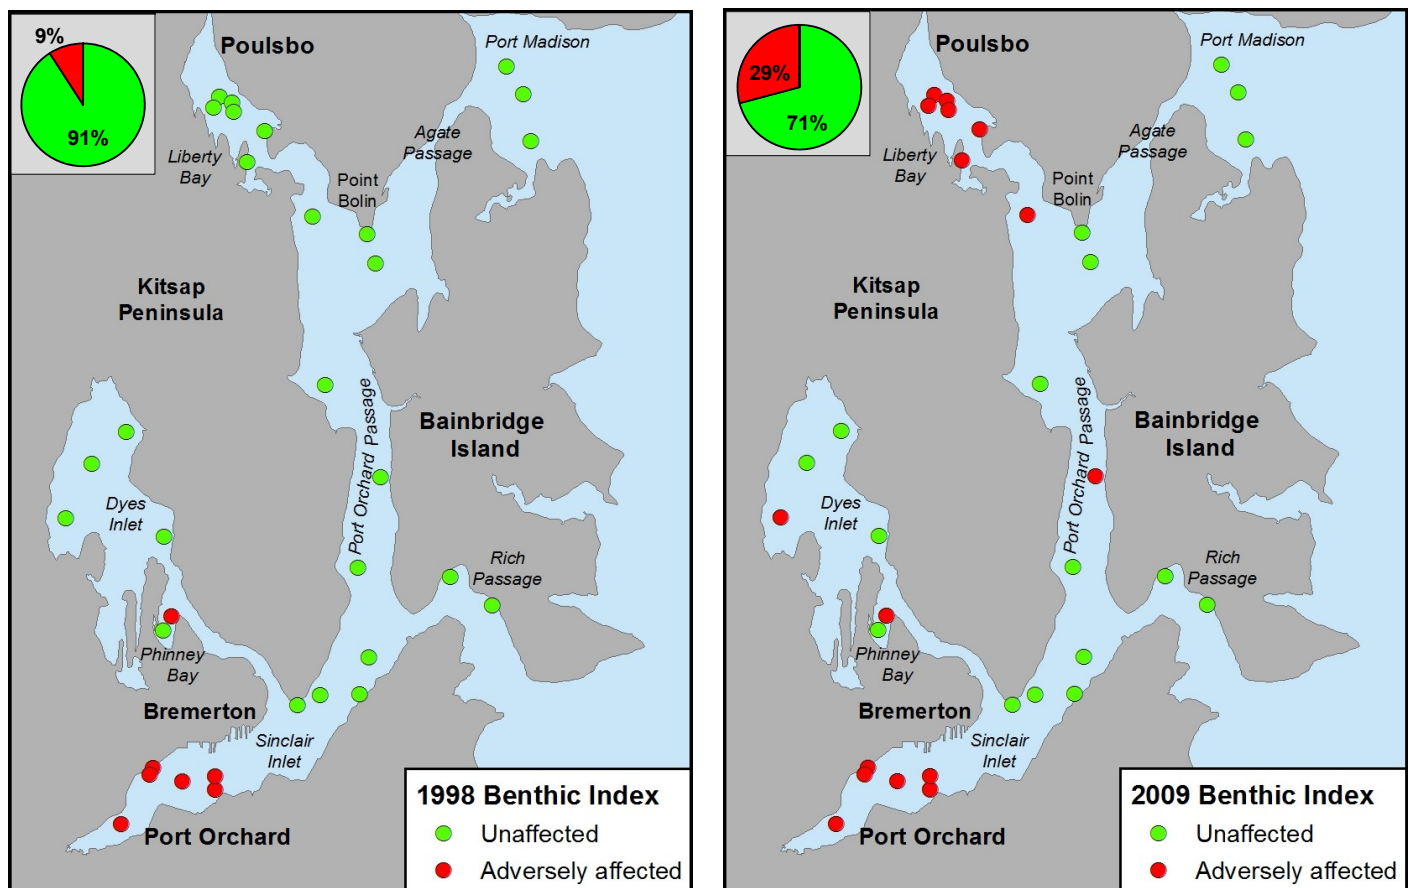 9%
91%
Poulsbo
Port Madison
Agate
Passage
Liberty
Bay
Point
Bolin
Kitsap
Peninsula
Port Orchard Passage
Bainbridge
Island
Dyes
Inlet
Rich
Passage
Phinney
Bay
Bremerton
Sinclair
Inlet
Port Orchard
1998 Benthic Index
Unaffected
Adversely affected
29%
71%
Poulsbo
Port Madison
Agate
Passage
Liberty
Bay
Point
Bolin
Kitsap
Peninsula
Port Orchard Passage
Bainbridge
Island
Dyes
Inlet
Rich
Passage
Phinney
Bay
Bremerton
Sinclair
Inlet
Port Orchard
2009 Benthic Index
Unaffected
Adversely affected